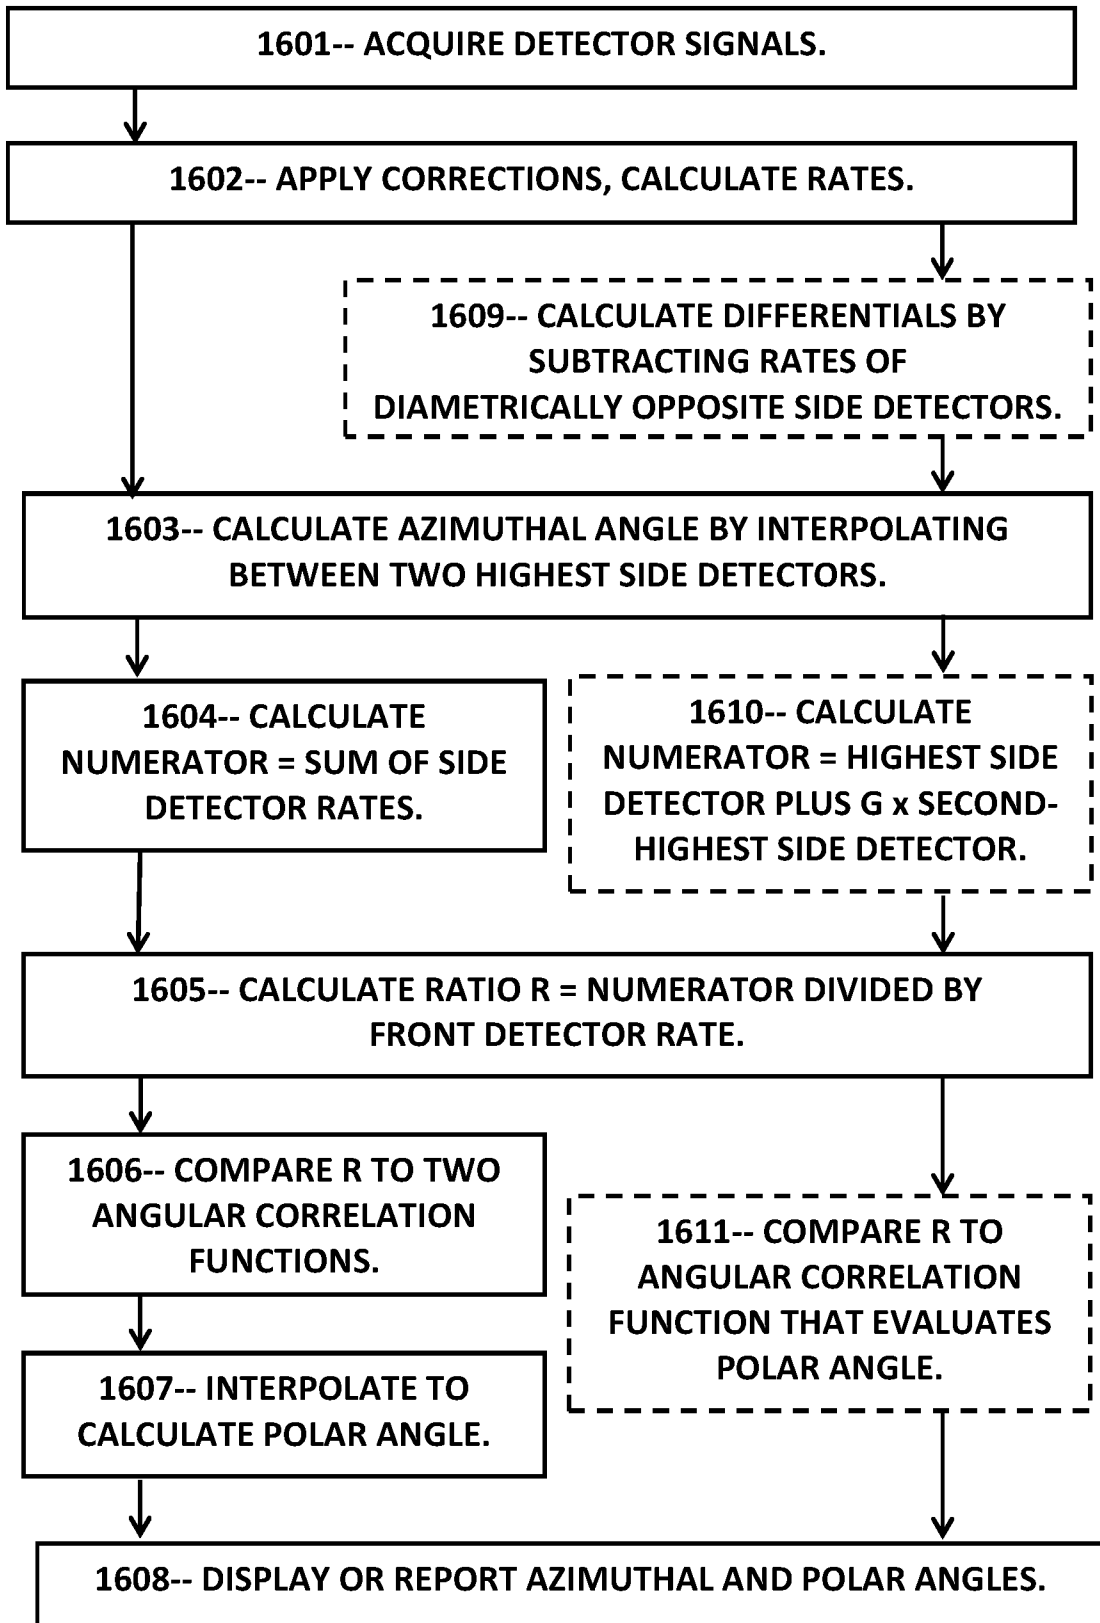 1601-- ACQUIRE DETECTOR SIGNALS.
1602-- APPLY CORRECTIONS, CALCULATE RATES.
1609-- CALCULATE DIFFERENTIALS BY
SUBTRACTING RATES OF
DIAMETRICALLY OPPOSITE SIDE DETECTORS.
1603-- CALCULATE AZIMUTHAL ANGLE BY INTERPOLATING
BETWEEN TWO HIGHEST SIDE DETECTORS.
1604-- CALCULATE
NUMERATOR = SUM OF SIDE
DETECTOR RATES.
1610-- CALCULATE
NUMERATOR = HIGHEST SIDE
DETECTOR PLUS G x SECOND-
HIGHEST SIDE DETECTOR.
1605-- CALCULATE RATIO R = NUMERATOR DIVIDED BY
FRONT DETECTOR RATE.
1606-- COMPARE R TO TWO
ANGULAR CORRELATION
FUNCTIONS.
1611-- COMPARE R TO
ANGULAR CORRELATION
FUNCTION THAT EVALUATES
POLAR ANGLE.
1607-- INTERPOLATE TO
CALCULATE POLAR ANGLE.
1608-- DISPLAY OR REPORT AZIMUTHAL AND POLAR ANGLES.